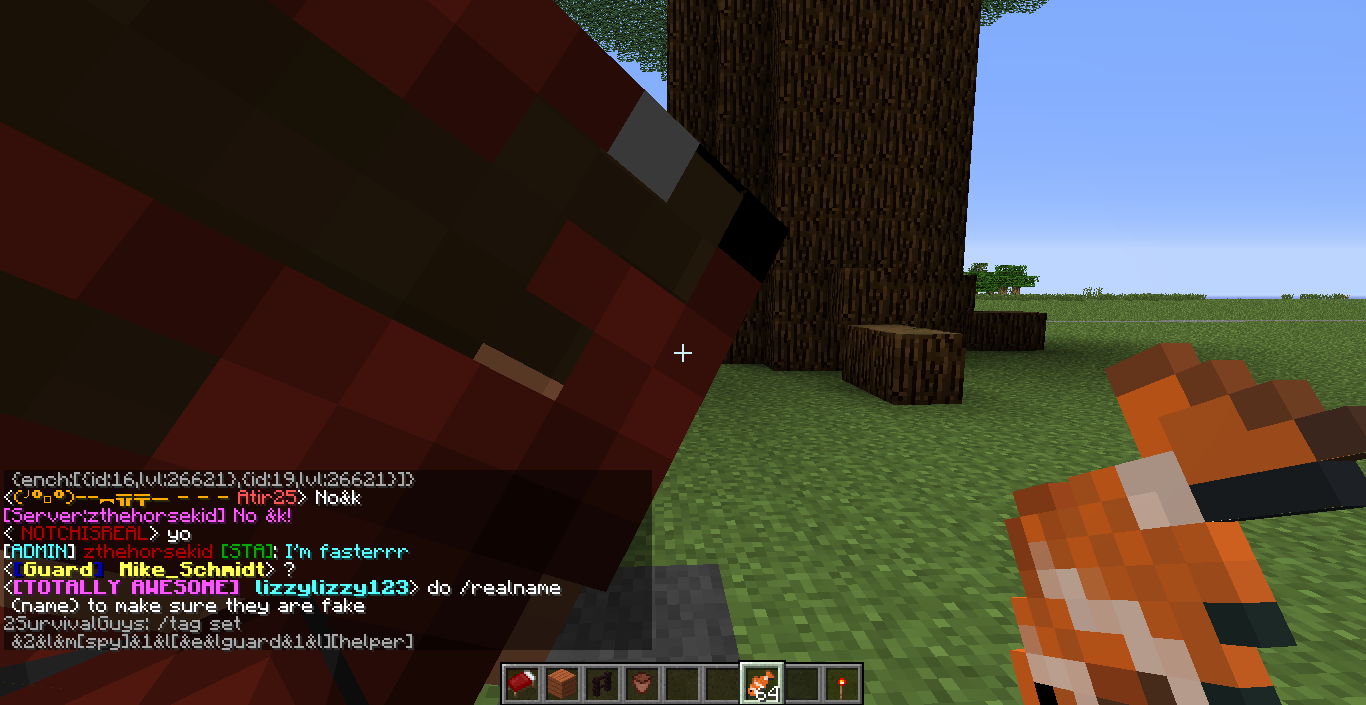 {ench:[{id:16,lvl:26621},{id:19,lvl:26621}]}
<(╯°□°)╯︵ ┳┳ - - - Atir25> No&k
[Server:zthehorsekid] No &k!
< NOTCHISREAL> yo
[ADMIN] zthehorsekid [STA]: I'm fasterrr
<[Guard] Mike_Schmidt> ?
<[TOTALLY AWESOME] lizzylizzy123> do /realname
(name) to make sure they are fake
2SurvivalGuys: /tag set
&2&l&m[spy]&1&l[&e&lguard&1&l][helper]
64